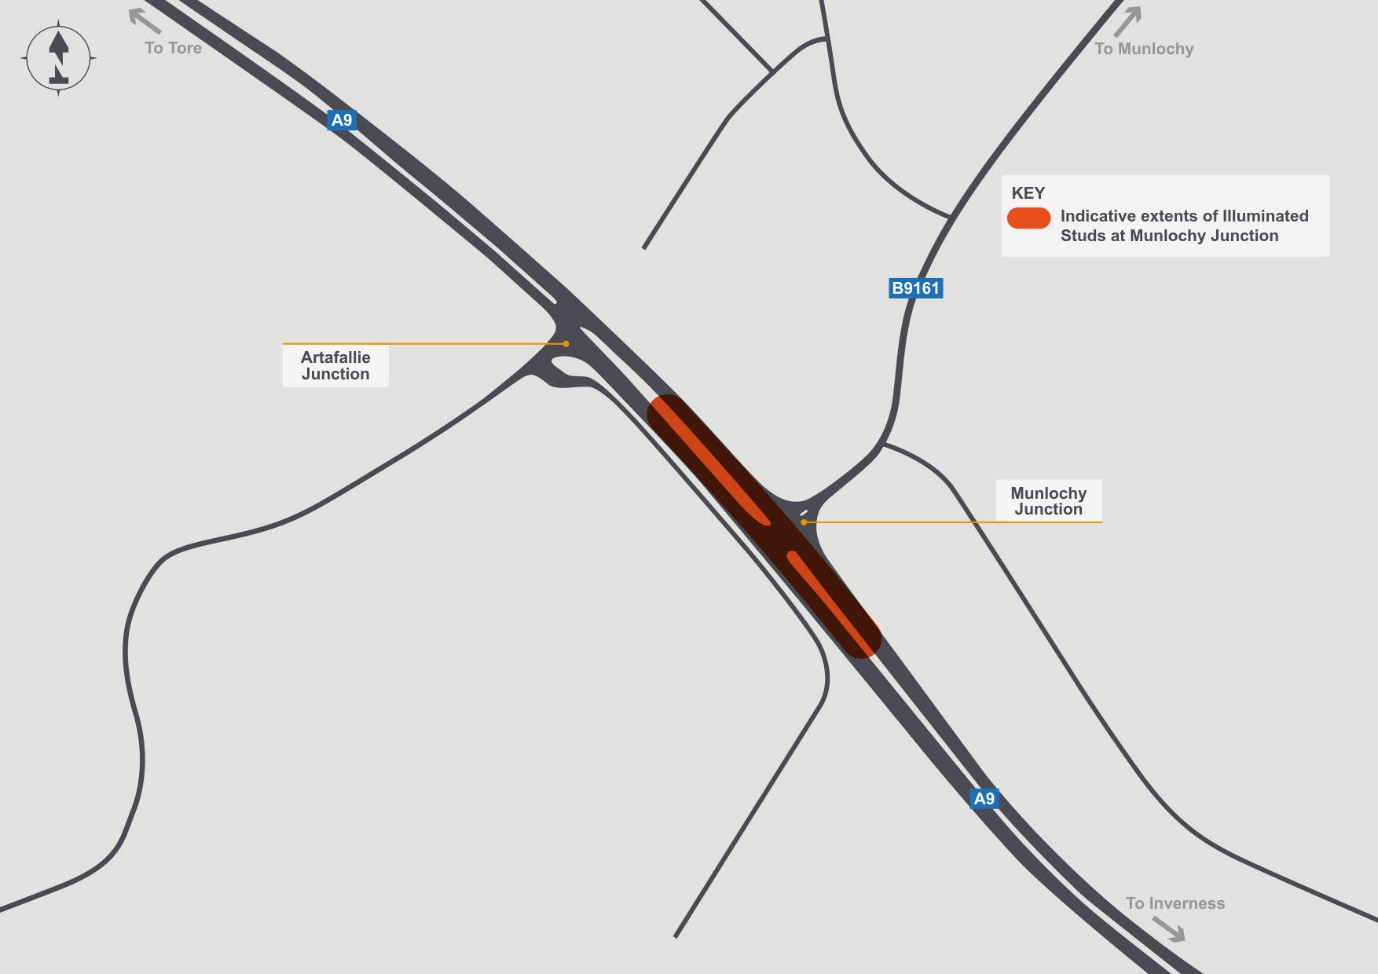 To Tore
To Munlochy
A9
KEY
Indicative extents of Illuminated
Studs at Munlochy Junction
B9161
Artafallie
Junction
Munlochy
Junction
A9
To Inverness